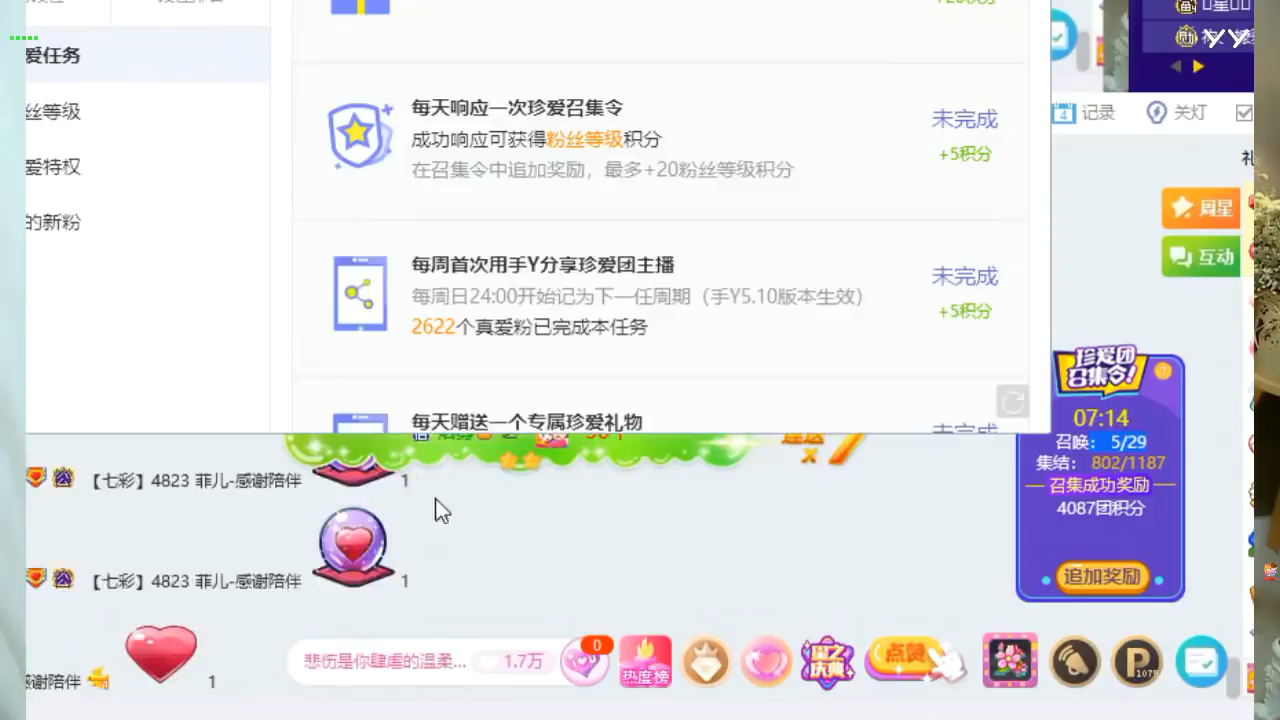 爱任务
丝等级
爱特权
的新粉
每天响应一次珍爱召集令
成功响应可获得粉丝等级积分
在召集令中追加奖励，最多+20粉丝等级积分
未完成
+5积分
每周首次用手Y分享珍爱团主播
每周日24:00开始记为下一任周期（手Y5.10版本生效）
2622个真爱粉已完成本任务
未完成
+5积分
每天赠送一个专属珍爱礼物
YY
4
记录
关灯
周星
互动
珍爱团
召集令!
07:14
召唤： 5/29
集结： 802/1187
召集成功奖励
4087团积分
追加奖励
【七彩】4823 菲儿-感谢陪伴
1
【七彩】4823 菲儿-感谢陪伴
1
感谢陪伴
1
悲伤是你肆虐的温柔...
1.7万
0
热度榜
星之庆典
点赞
P
1079